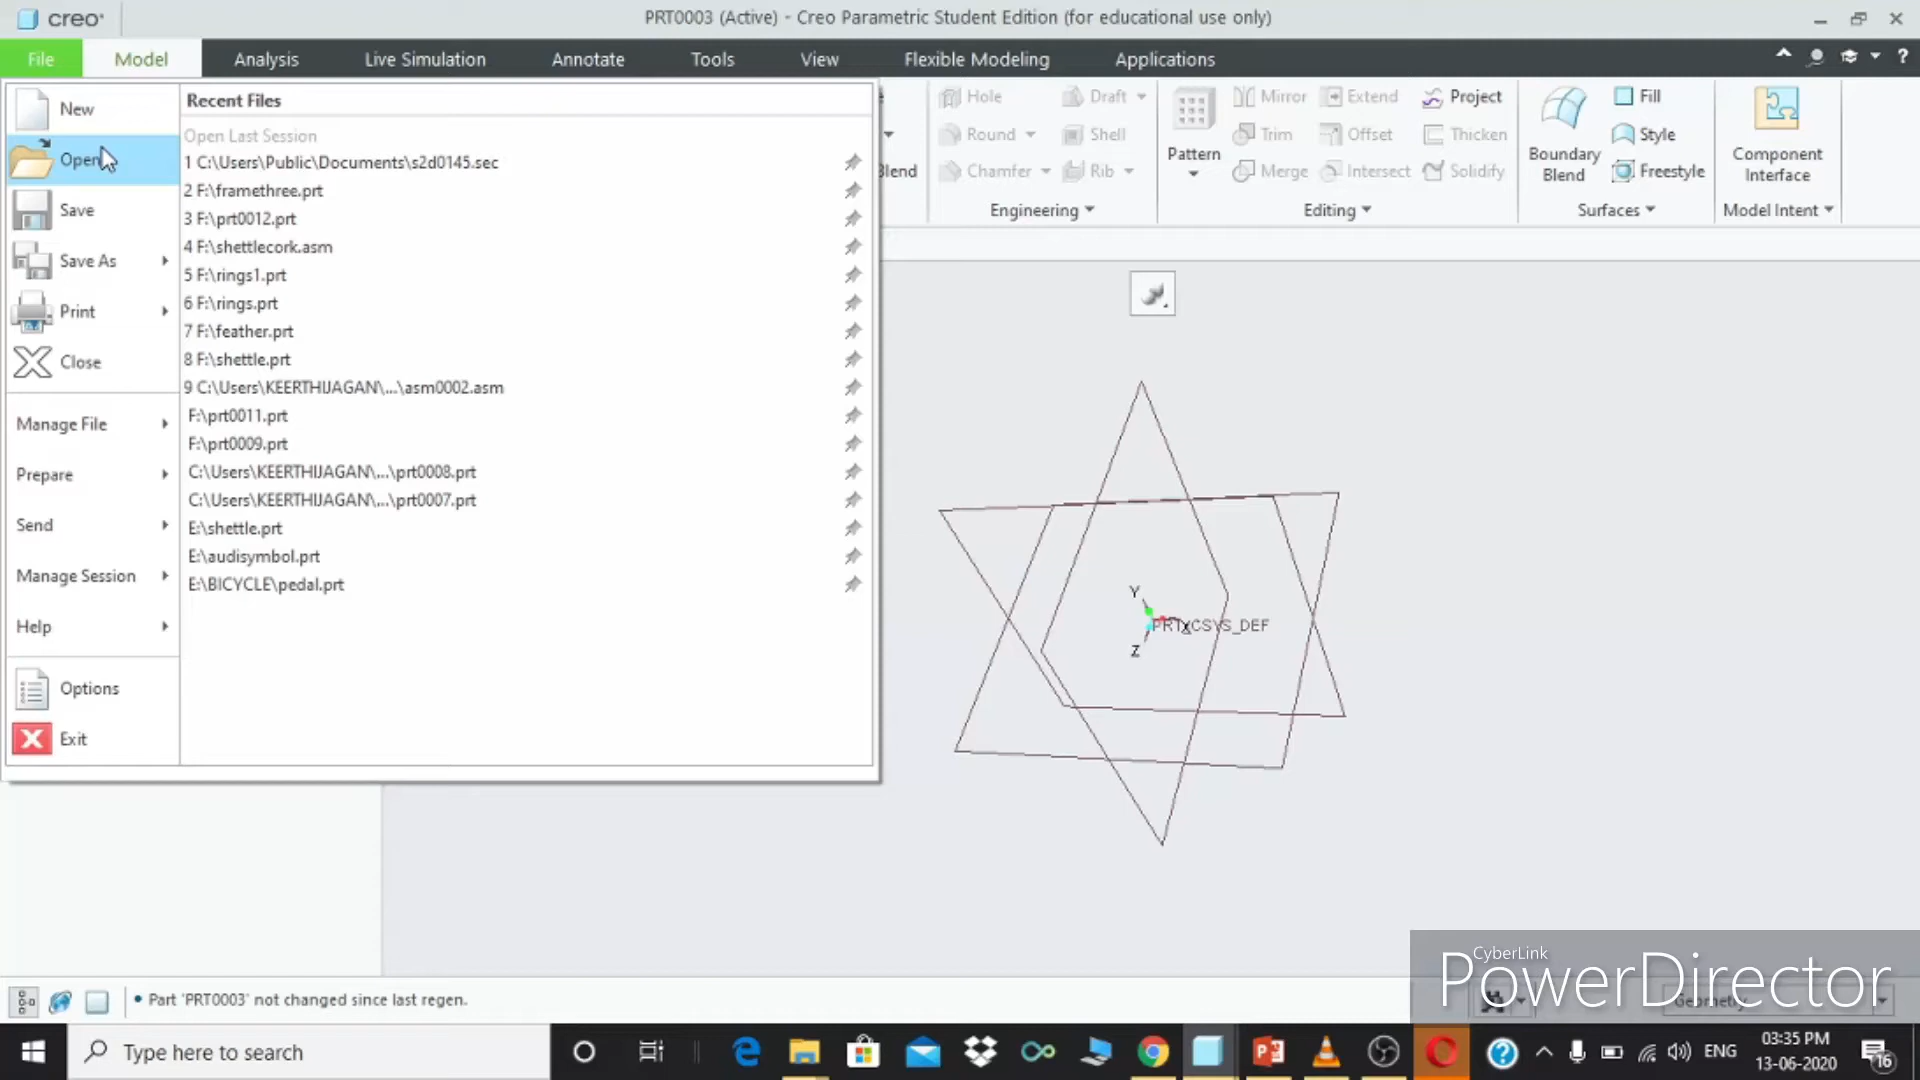 creo
PRT0003 (Active) - Creo Parametric Student Edition (for educational use only)
File Model Analysis Live Simulation Annotate Tools View Flexible Modeling Applications
New
Open
Save
Save As
Print
Close
Manage File
Prepare
Send
Manage Session
Help
Options
Exit
Recent Files
Open Last Session
1 C:\Users\Public\Documents\s2d0145.sec
2 F:\framethree.prt
3 F:\prt0012.prt
4 F:\shettlecork.asm
5 F:\rings1.prt
6 F:\rings.prt
7 F:\feather.prt
8 F:\shettle.prt
9 C:\Users\KEERTHIJAGAN\...\asm0002.asm
F:\prt0011.prt
F:\prt0009.prt
C:\Users\KEERTHIJAGAN\...\prt0008.prt
C:\Users\KEERTHIJAGAN\...\prt0007.prt
E:\shettle.prt
E:\audisymbol.prt
E:\BICYCLE\pedal.prt
Hole Draft
Round Shell
Blend Chamfer Rib
Engineering
Pattern
Mirror Extend Project
Trim Offset Thicken
Merge Intersect Solidify
Editing
Boundary
Blend
Fill
Style
Freestyle
Surfaces
Component
Interface
Model Intent
Y
PRT_CSYS_DEF
X
Z
CyberLink
PowerDirector
Geometry
• Part 'PRT0003' not changed since last regen.
Type here to search
ENG
03:35 PM
13-06-2020
16